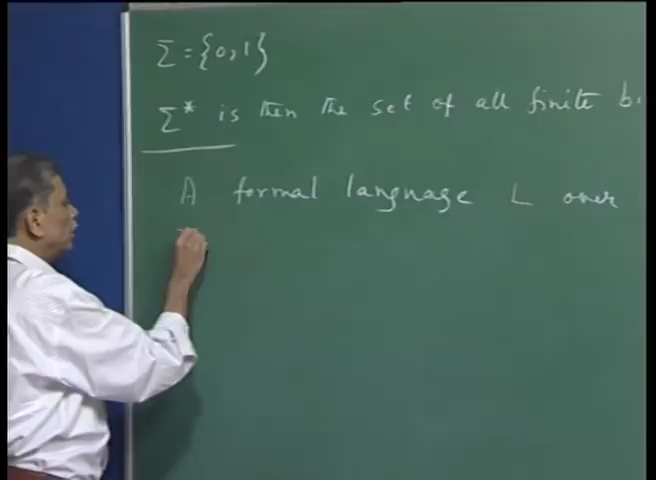 Σ = {0, 1}
Σ* is then the set of all finite
A formal language L over